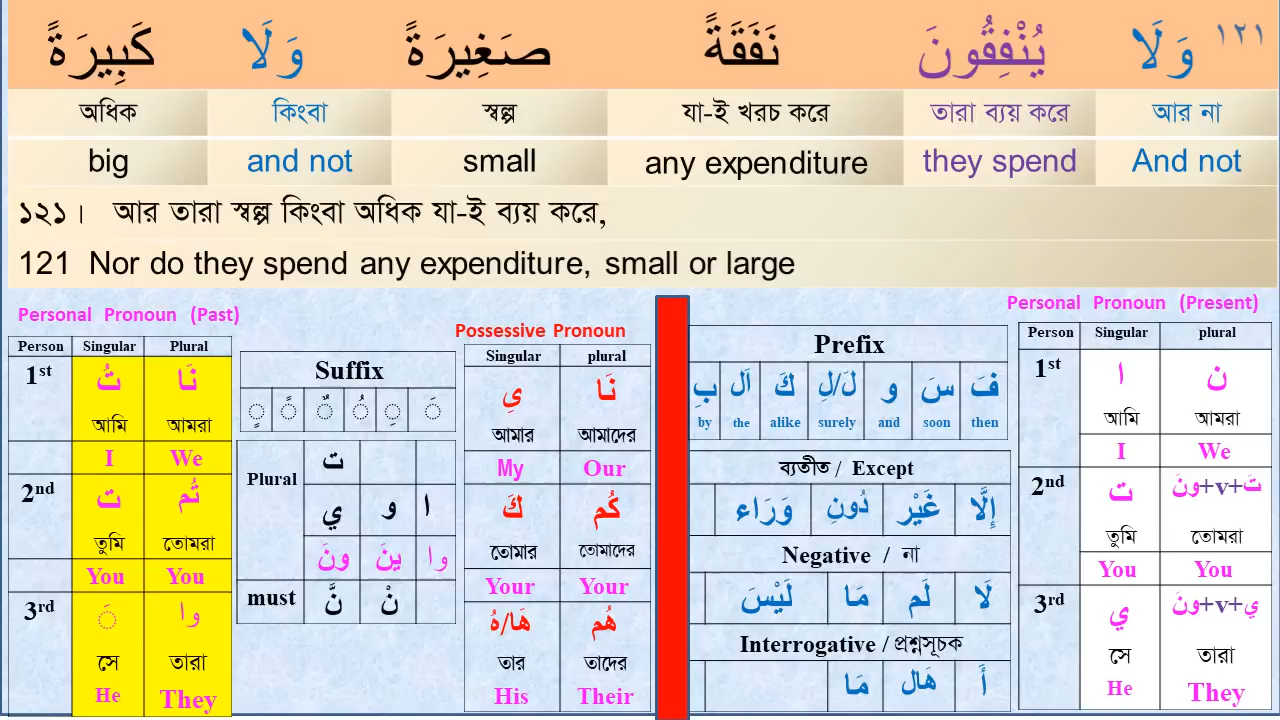 ١٢١ وَلَا يُنْفِقُونَ نَفَقَةً صَغِيرَةً وَلَا كَبِيرَةً
অধিক কিংবা স্বল্প যা-ই খরচ করে তারা ব্যয় করে আর না
big and not small any expenditure they spend And not
১২১। আর তারা স্বল্প কিংবা অধিক যা-ই ব্যয় করে,
121 Nor do they spend any expenditure, small or large
Personal Pronoun (Past)
Person Singular Plural
1st تُ نَا
আমি আমরা
I We
2nd ت تُم
তুমি তোমরা
You You
3rd َ وا
সে তারা
He They
Suffix
ٍ ً ٌ ُ ِ َ
Plural ت
ي و ا
ونَ ينَ وا
must نَّ نْ
Possessive Pronoun
Singular plural
يِ نَا
আমার আমাদের
My Our
كَ كُم
তোমার তোমাদের
Your Your
هَا/هُ هُم
তার তাদের
His Their
Prefix
بِ اَل كَ لَ/لِ و سَ فَ
by the alike surely and soon then
ব্যতীত / Except
وَرَاء دُونِ غَيْر إِلَّا
Negative / না
لَيْسَ مَا لَم لَا
Interrogative / প্রশ্নসূচক
مَا هَال أَ
Personal Pronoun (Present)
Person Singular plural
1st ا ن
আমি আমরা
I We
2nd ت تَ+v+ونَ
তুমি তোমরা
You You
3rd ي ي+v+ونَ
সে তারা
He They